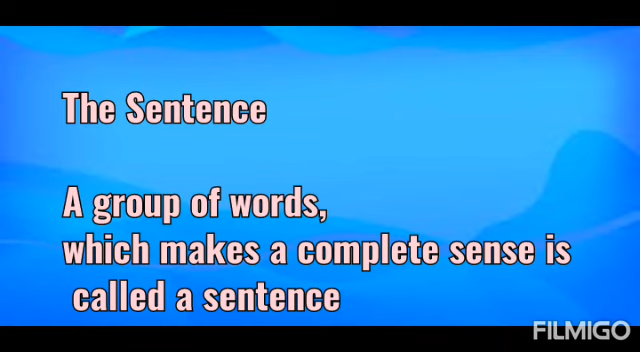 The Sentence
A group of words,
which makes a complete sense is
called a sentence
FILMIGO